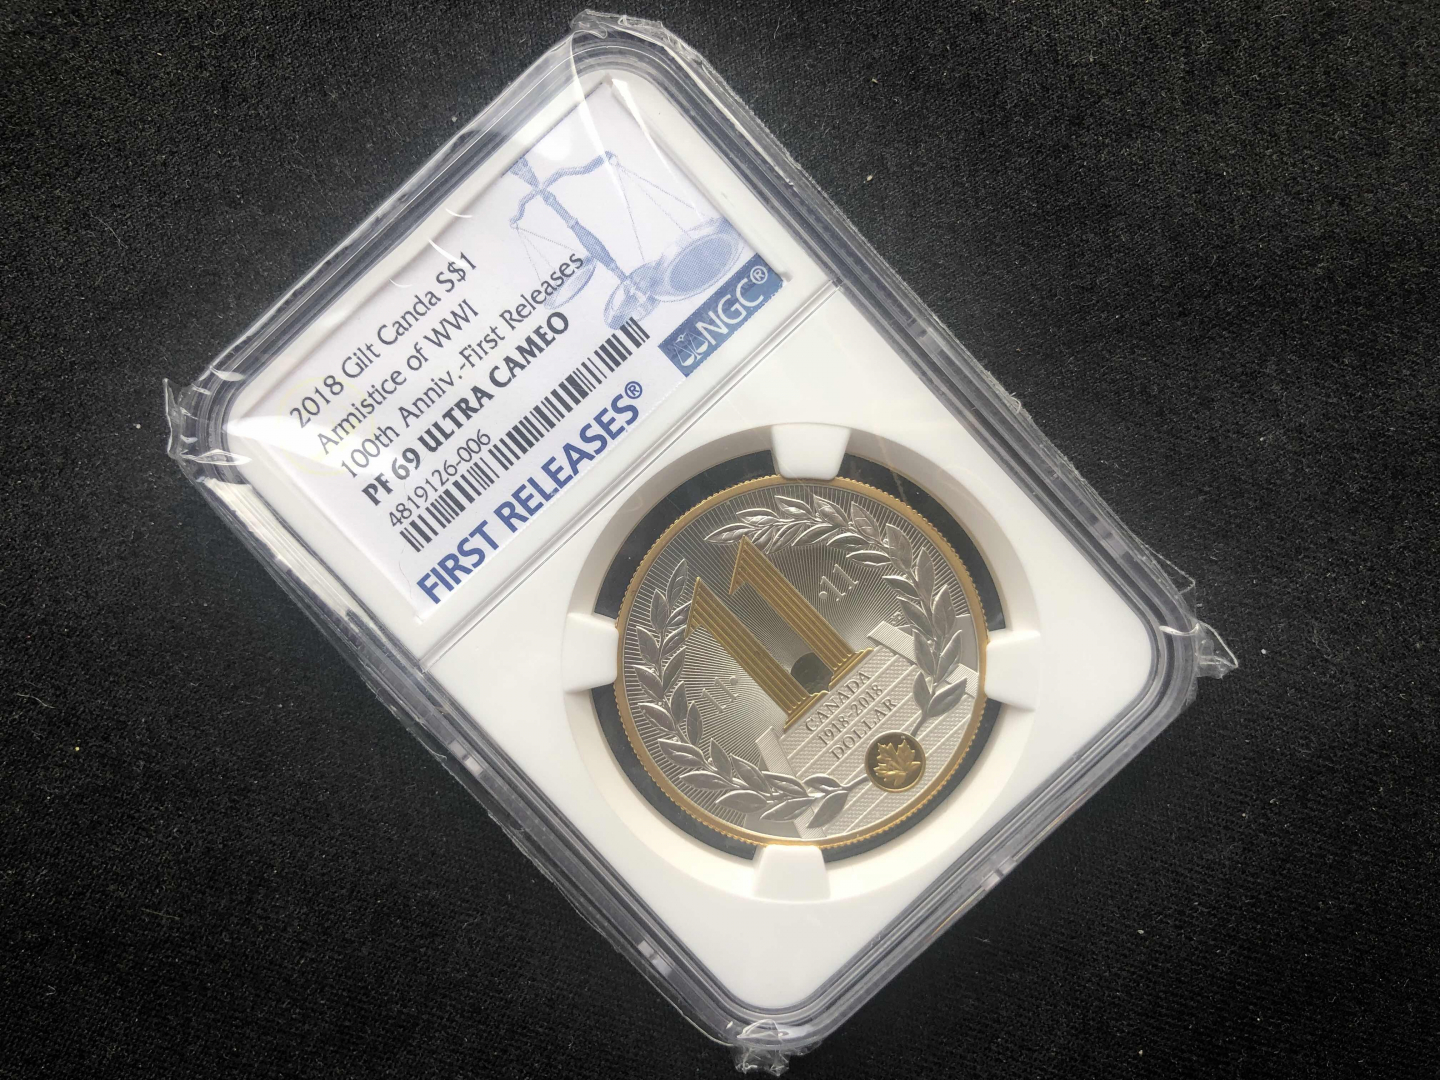 2018 Gilt Canda S$1
Armistice of WWI
100th Anniv.-First Releases
PF 69 ULTRA CAMEO
4819126-006
FIRST RELEASES®
NGC®
11
11·
·11
CANADA
1918-2018
DOLLAR